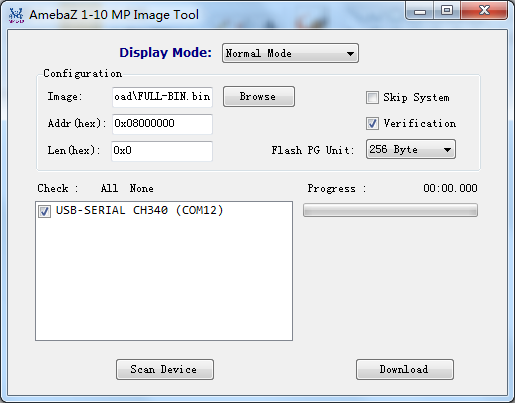 AmebaZ 1-10 MP Image Tool
Display Mode: Normal Mode
Configuration
Image: oad\FULL-BIN.bin Browse
Skip System
Addr(hex): 0x08000000
Verification
Len(hex): 0x0
Flash PG Unit: 256 Byte
Check : All None
Progress : 00:00.000
USB-SERIAL CH340 (COM12)
Scan Device
Download